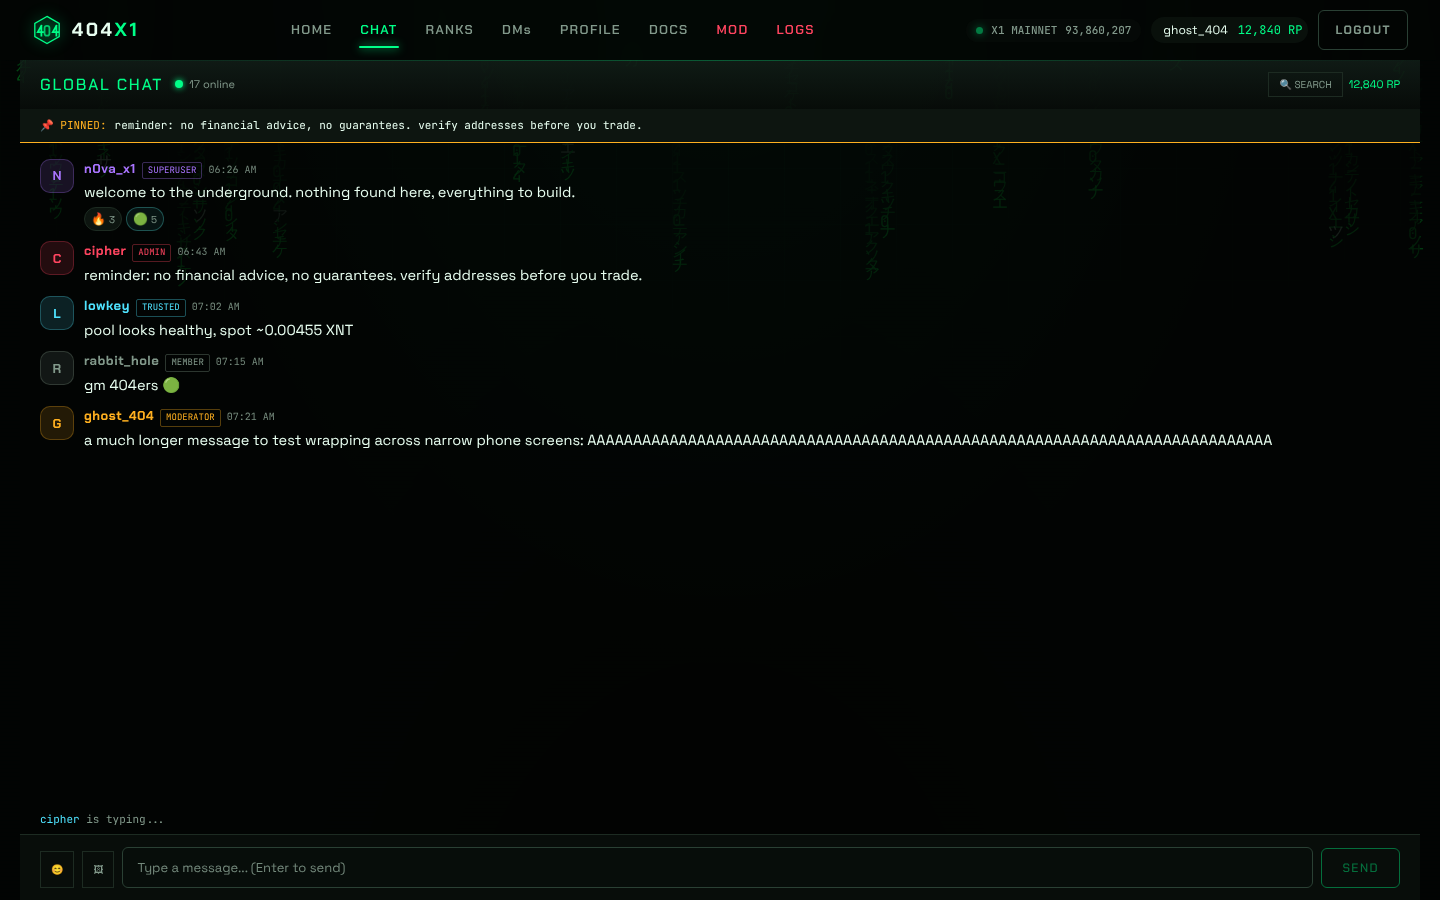 404 404X1 HOME CHAT RANKS DMs PROFILE DOCS MOD LOGS X1 MAINNET 93,860,207 ghost_404 12,840 RP LOGOUT
GLOBAL CHAT 17 online 🔍 SEARCH 12,840 RP
📌 PINNED: reminder: no financial advice, no guarantees. verify addresses before you trade.
N n0va_x1 SUPERUSER 06:26 AM
welcome to the underground. nothing found here, everything to build.
🔥 3 🟢 5
C cipher ADMIN 06:43 AM
reminder: no financial advice, no guarantees. verify addresses before you trade.
L lowkey TRUSTED 07:02 AM
pool looks healthy, spot ~0.00455 XNT
R rabbit_hole MEMBER 07:15 AM
gm 404ers 🟢
G ghost_404 MODERATOR 07:21 AM
a much longer message to test wrapping across narrow phone screens: AAAAAAAAAAAAAAAAAAAAAAAAAAAAAAAAAAAAAAAAAAAAAAAAAAAAAAAAAAAAAAAAAAAAAAAAAAA
cipher is typing...
Type a message... (Enter to send) SEND